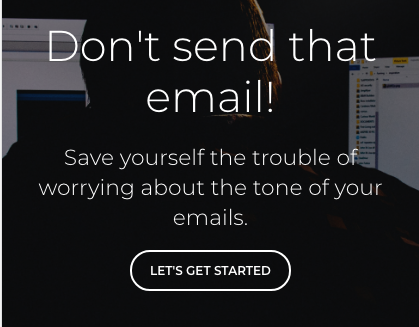 Don't send that
email!
Save yourself the trouble of
worrying about the tone of your
emails.
LET'S GET STARTED